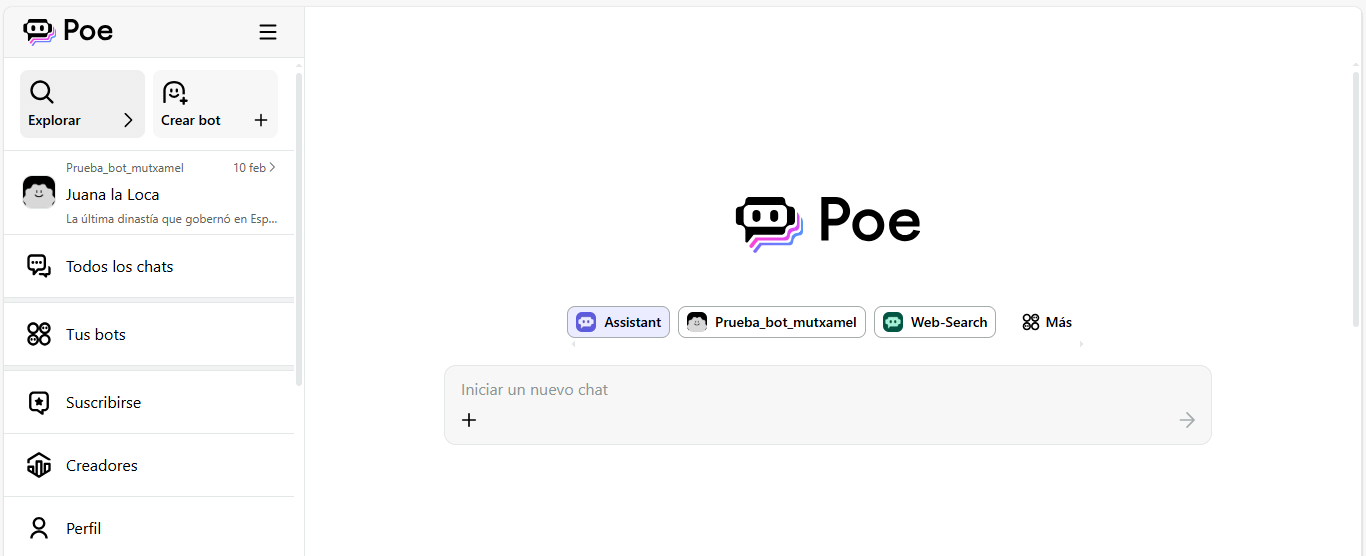 Poe
Explorar
Crear bot
Prueba_bot_mutxamel
10 feb
Juana la Loca
La última dinastía que gobernó en Esp...
Todos los chats
Tus bots
Suscribirse
Creadores
Perfil
Poe
Assistant
Prueba_bot_mutxamel
Web-Search
Más
Iniciar un nuevo chat